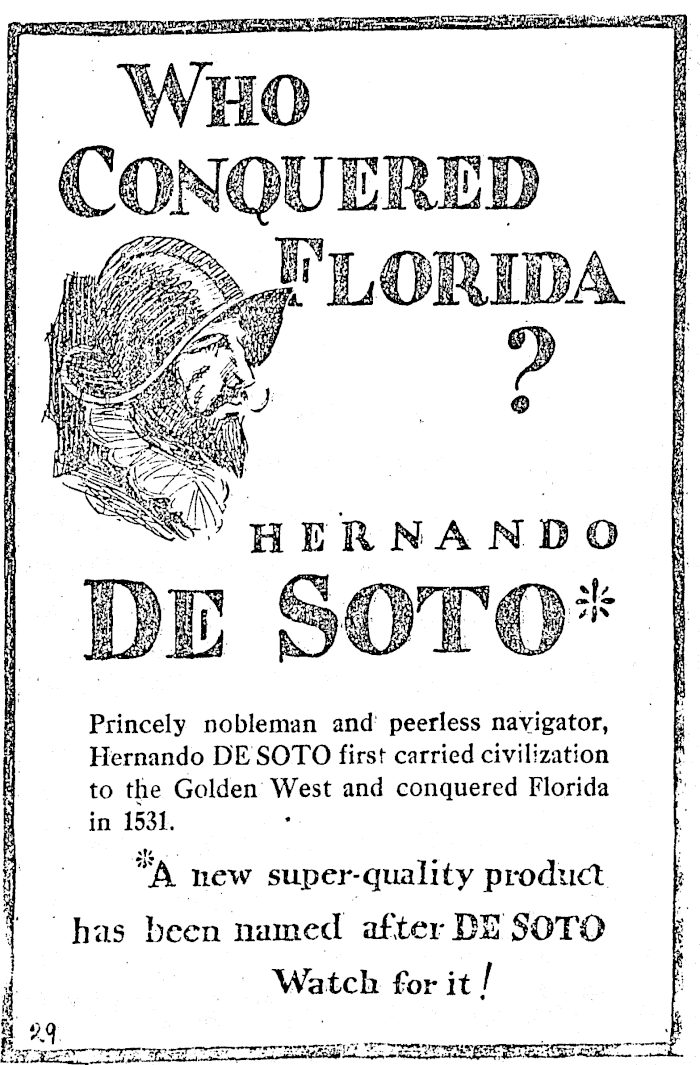 WHO
CONQUERED
FLORIDA
?
HERNANDO
DE SOTO*
Princely nobleman and peerless navigator,
Hernando DE SOTO first carried civilization
to the Golden West and conquered Florida
in 1531.
*A new super-quality product
has been named after DE SOTO
Watch for it!
29